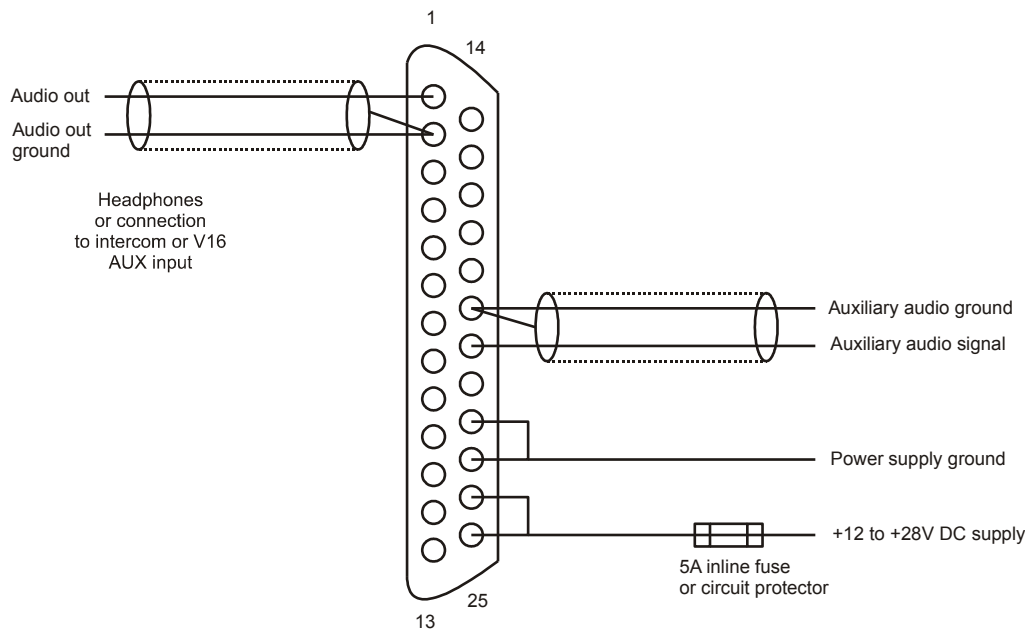 1
14
Audio out
Audio out
ground
Headphones
or connection
to intercom or V16
AUX input
Auxiliary audio ground
Auxiliary audio signal
Power supply ground
+12 to +28V DC supply
5A inline fuse
or circuit protector
25
13